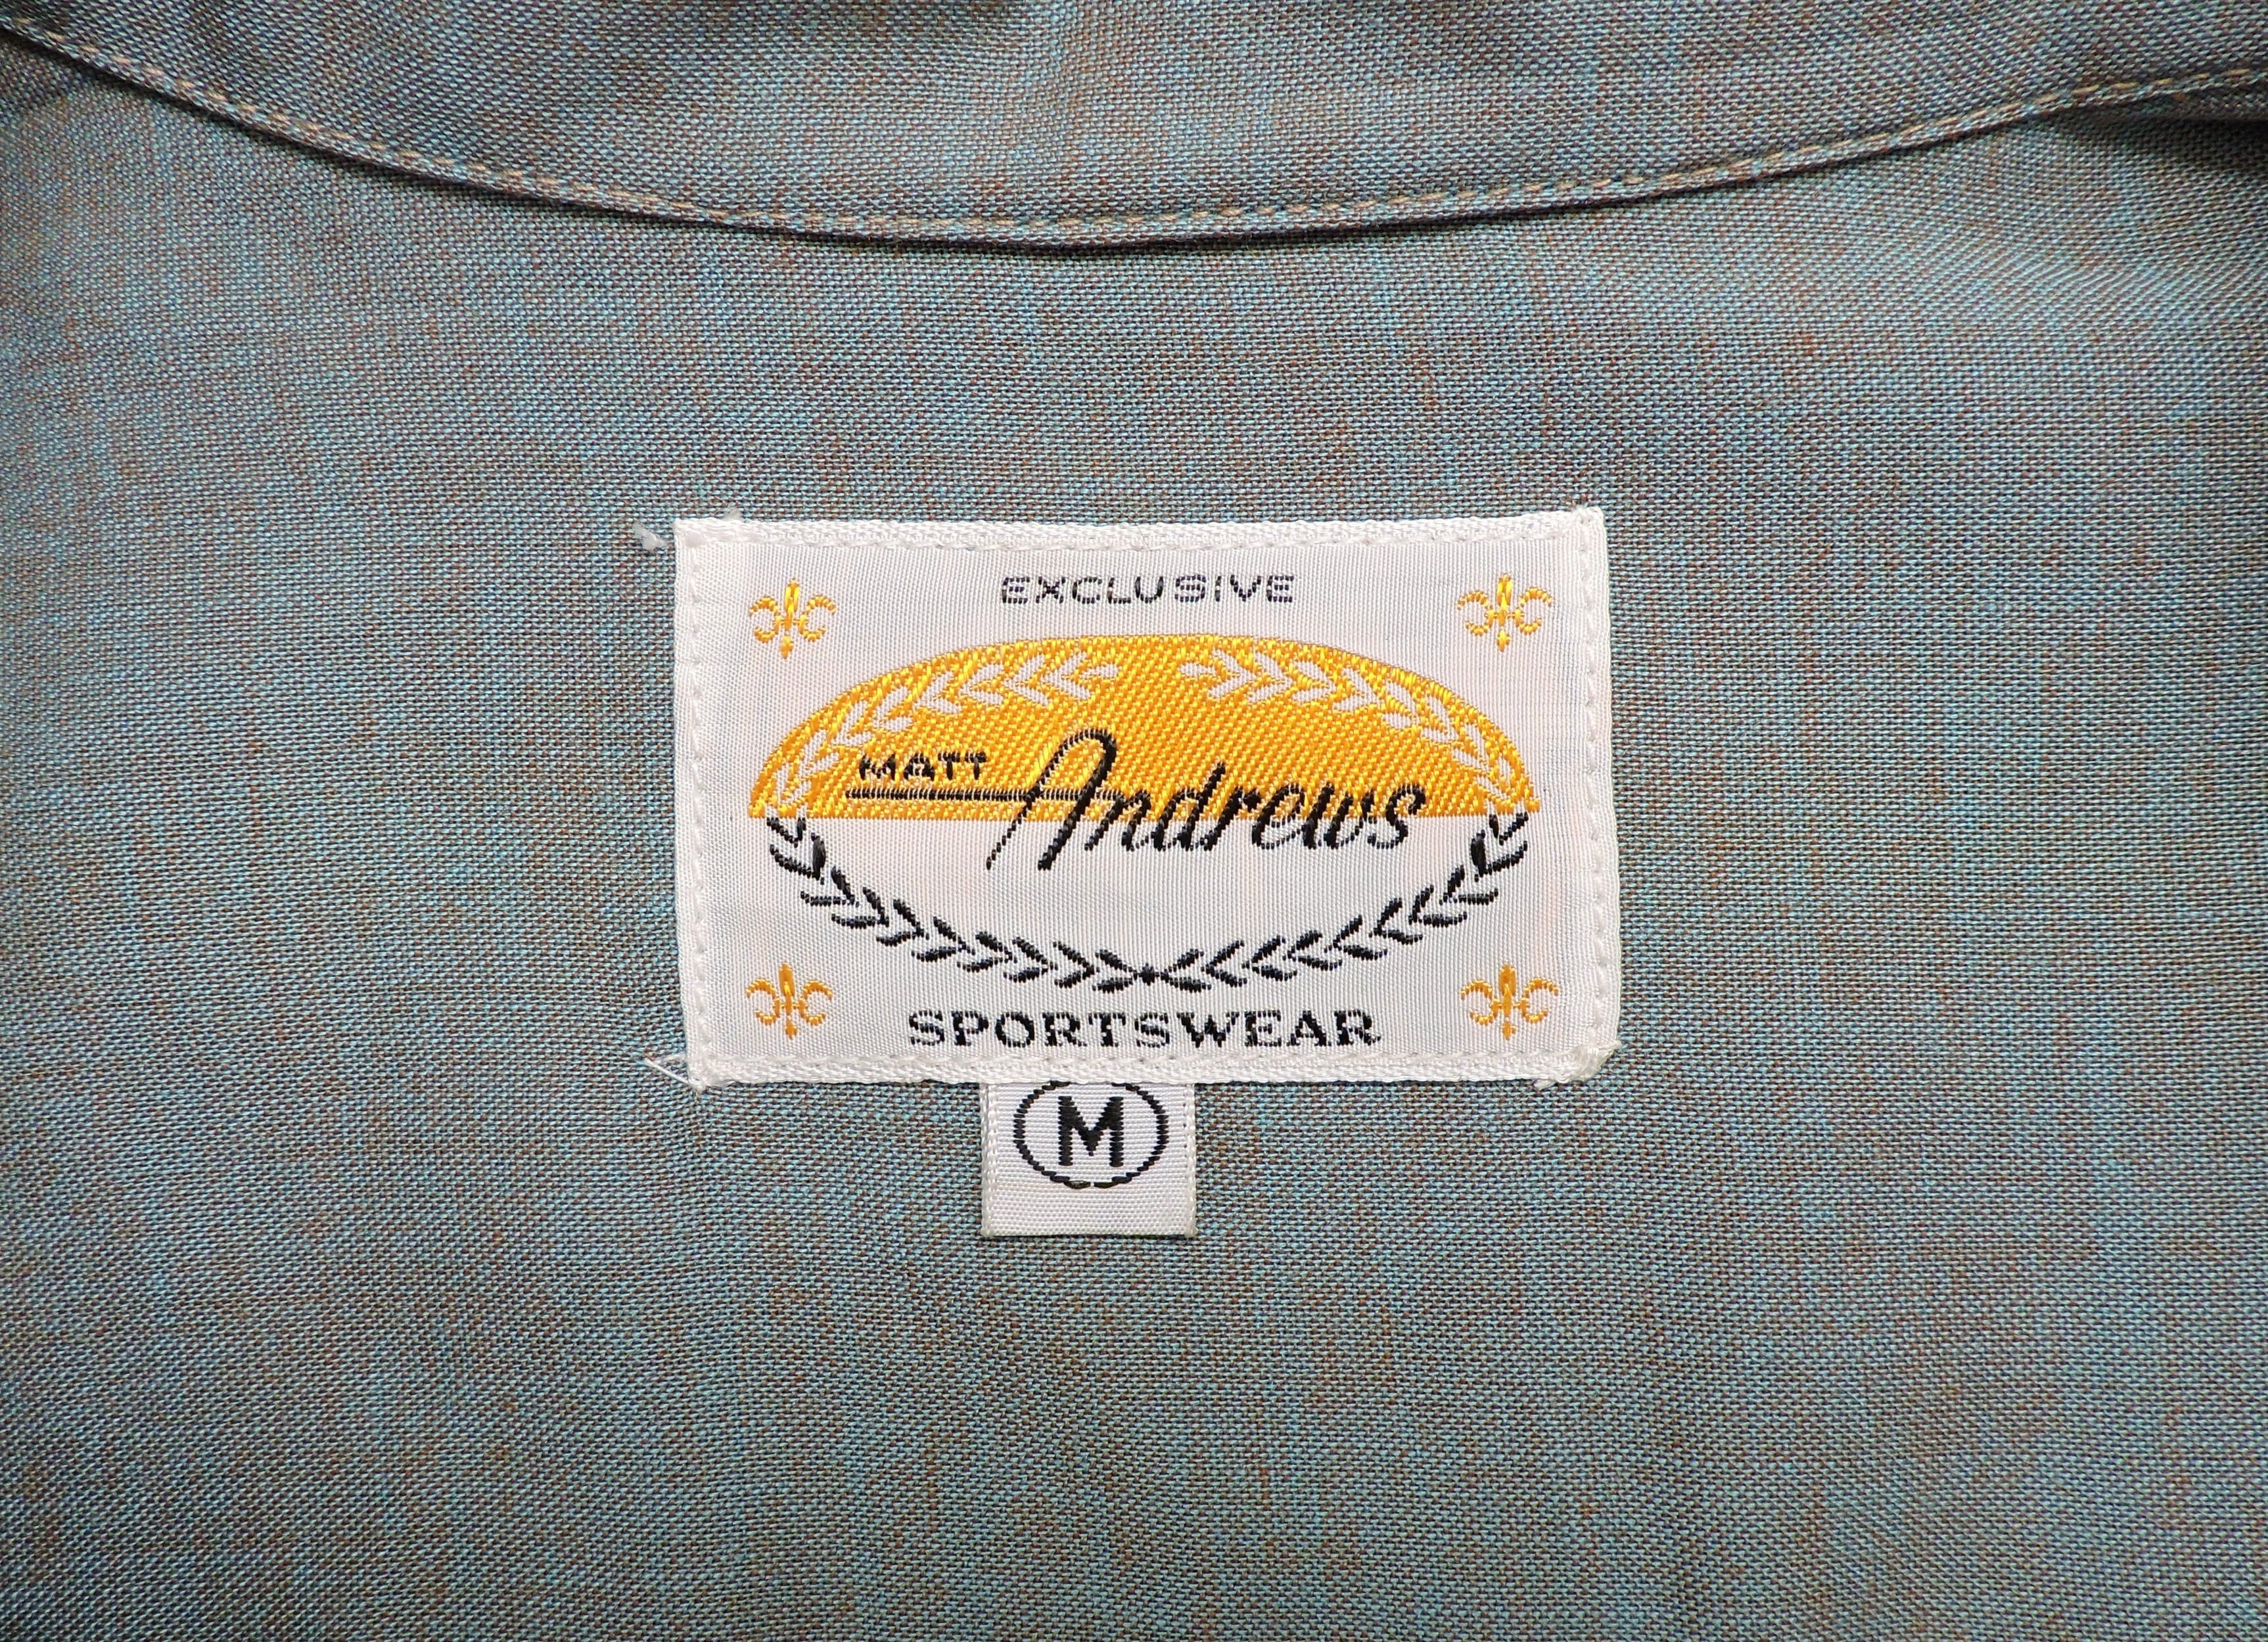 EXCLUSIVE
MATT Andrews
SPORTSWEAR
M